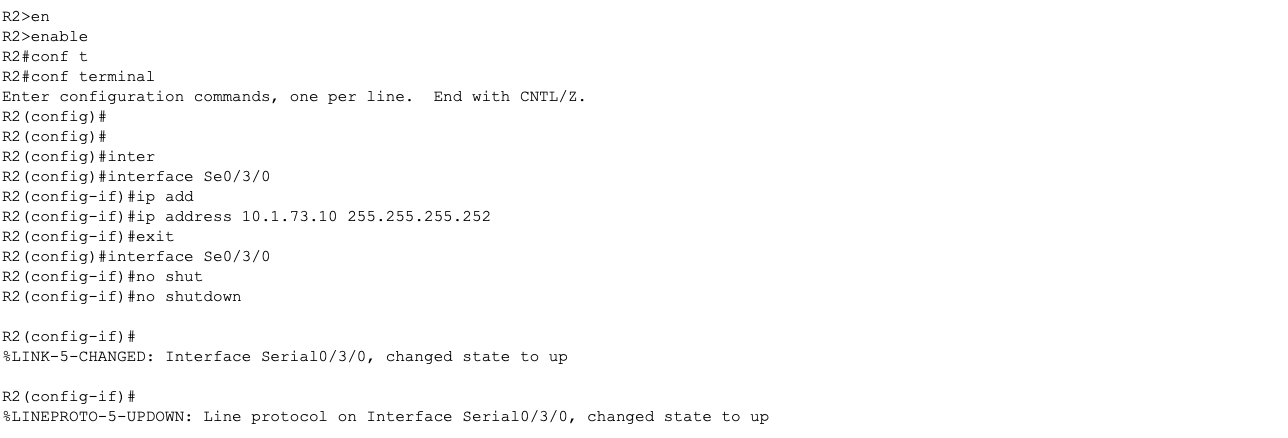 R2>en
R2>enable
R2#conf t
R2#conf terminal
Enter configuration commands, one per line.  End with CNTL/Z.
R2(config)#
R2(config)#
R2(config)#inter
R2(config)#interface Se0/3/0
R2(config-if)#ip add
R2(config-if)#ip address 10.1.73.10 255.255.255.252
R2(config-if)#exit
R2(config)#interface Se0/3/0
R2(config-if)#no shut
R2(config-if)#no shutdown
R2(config-if)#
%LINK-5-CHANGED: Interface Serial0/3/0, changed state to up
R2(config-if)#
%LINEPROTO-5-UPDOWN: Line protocol on Interface Serial0/3/0, changed state to up